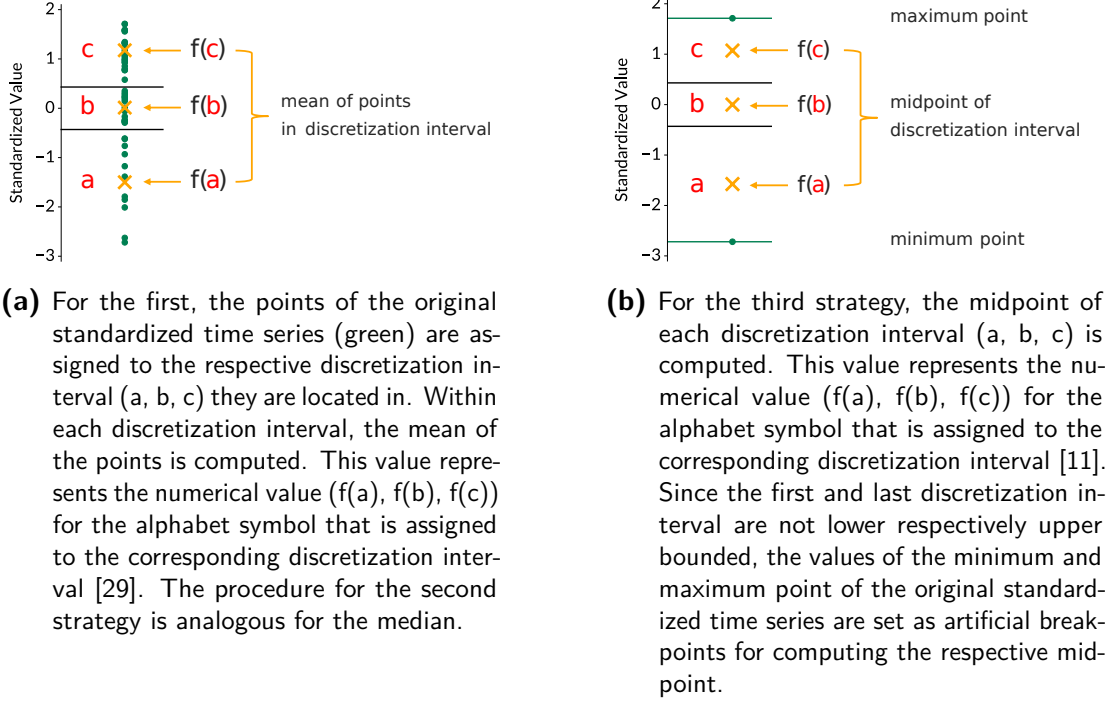 2
1
0
−1
−2
−3
Standardized Value
c
b
a
f(c)
f(b)
f(a)
mean of points
in discretization interval
(a) For the first, the points of the original
standardized time series (green) are as-
signed to the respective discretization in-
terval (a, b, c) they are located in. Within
each discretization interval, the mean of
the points is computed. This value repre-
sents the numerical value (f(a), f(b), f(c))
for the alphabet symbol that is assigned
to the corresponding discretization inter-
val [29]. The procedure for the second
strategy is analogous for the median.
2
1
0
−1
−2
−3
Standardized Value
c
b
a
f(c)
f(b)
f(a)
maximum point
midpoint of
discretization interval
minimum point
(b) For the third strategy, the midpoint of
each discretization interval (a, b, c) is
computed. This value represents the nu-
merical value (f(a), f(b), f(c)) for the
alphabet symbol that is assigned to the
corresponding discretization interval [11].
Since the first and last discretization in-
terval are not lower respectively upper
bounded, the values of the minimum and
maximum point of the original standard-
ized time series are set as artificial break-
points for computing the respective mid-
point.